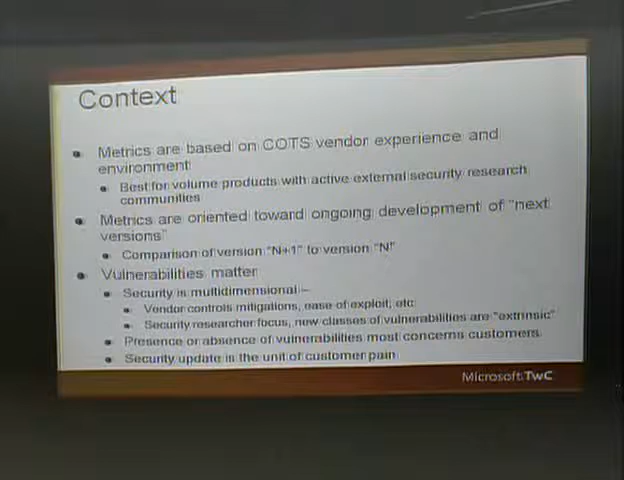 Context
Metrics are based on COTS vendor experience and
environment
Best for volume products with active external security research
communities
Metrics are oriented toward ongoing development of "next
versions"
Comparison of version "N+1" to version "N"
Vulnerabilities matter
Security is multidimensional –
Vendor controls mitigations, ease of exploit, etc
Security researcher focus, new classes of vulnerabilities are "extrinsic"
Presence or absence of vulnerabilities most concerns customers
Security update is the unit of customer pain
Microsoft TwC